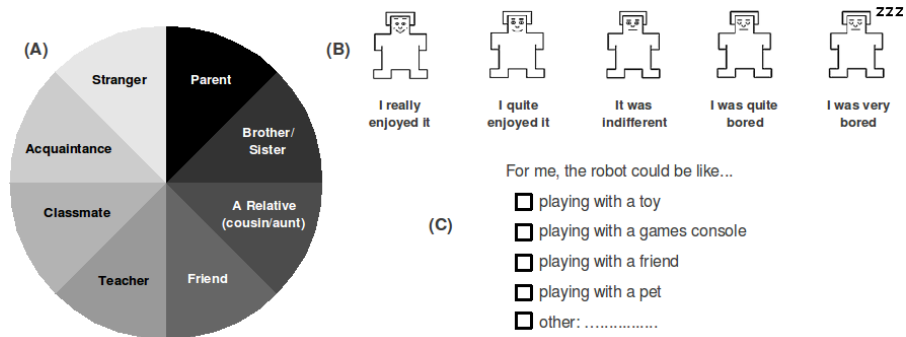 (A)
Stranger
Parent
Brother/
Sister
A Relative
(cousin/aunt)
Friend
Teacher
Classmate
Acquaintance
(B)
zzz
I really
enjoyed it
I quite
enjoyed it
It was
indifferent
I was quite
bored
I was very
bored
(C)
For me, the robot could be like...
playing with a toy
playing with a games console
playing with a friend
playing with a pet
other: ................